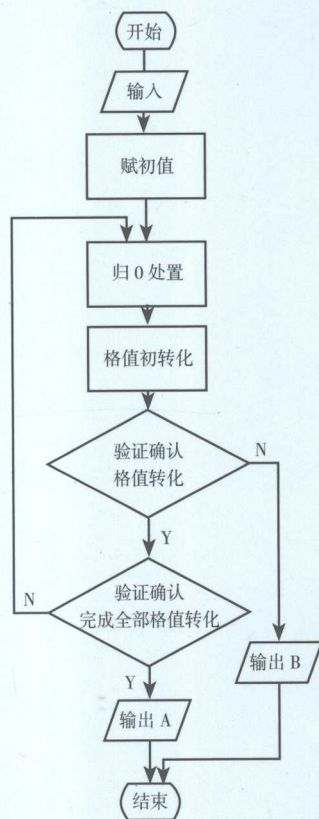 开始
输入
赋初值
归0处置
格值初转化
验证确认
格值转化
N
Y
验证确认
完成全部格值转化
N
Y
输出B
输出A
结束